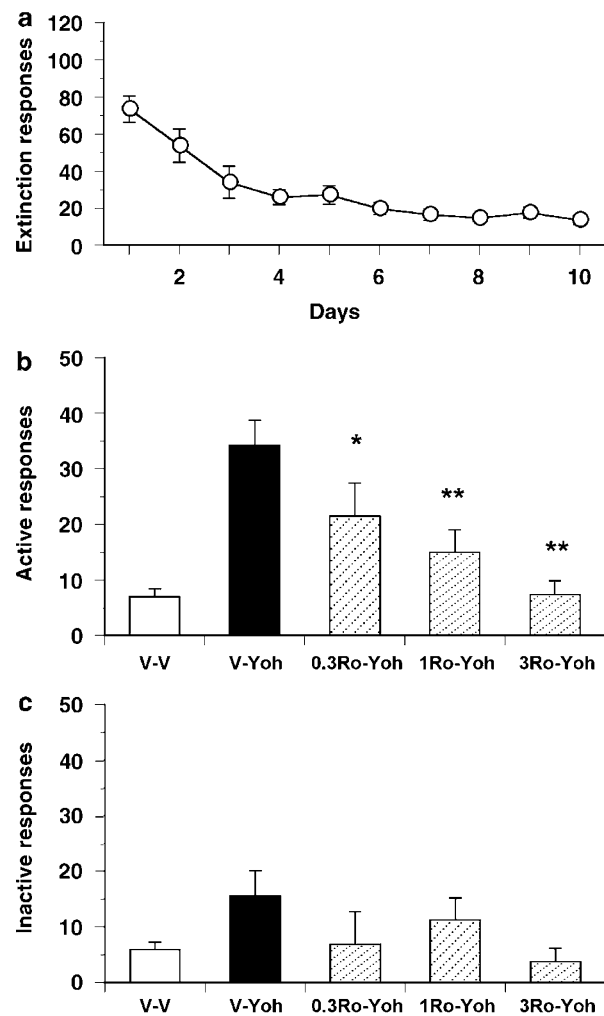 a
Extinction responses
120
100
80
60
40
20
0
2 4 6 8 10
Days
b
Active responses
50
40
30
20
10
0
*
**
**
V-V V-Yoh 0.3Ro-Yoh 1Ro-Yoh 3Ro-Yoh
c
Inactive responses
50
40
30
20
10
0
V-V V-Yoh 0.3Ro-Yoh 1Ro-Yoh 3Ro-Yoh